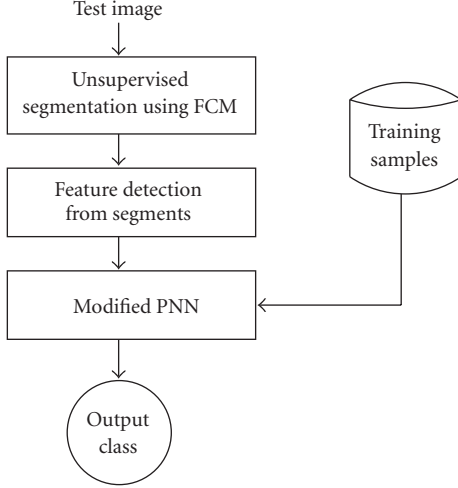 Test image
Unsupervised
segmentation using FCM
Training
samples
Feature detection
from segments
Modified PNN
Output
class